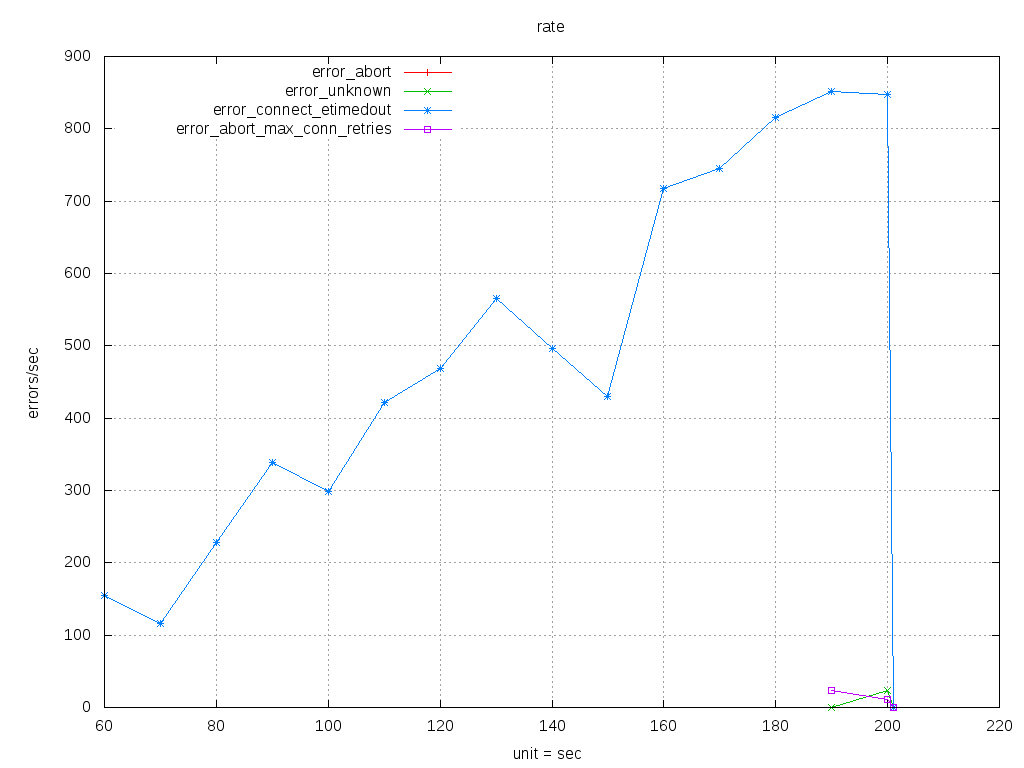 rate
900
800
700
600
500
400
300
200
100
0
errors/sec
error_abort
error_unknown
error_connect_etimedout
error_abort_max_conn_retries
60 80 100 120 140 160 180 200 220
unit = sec